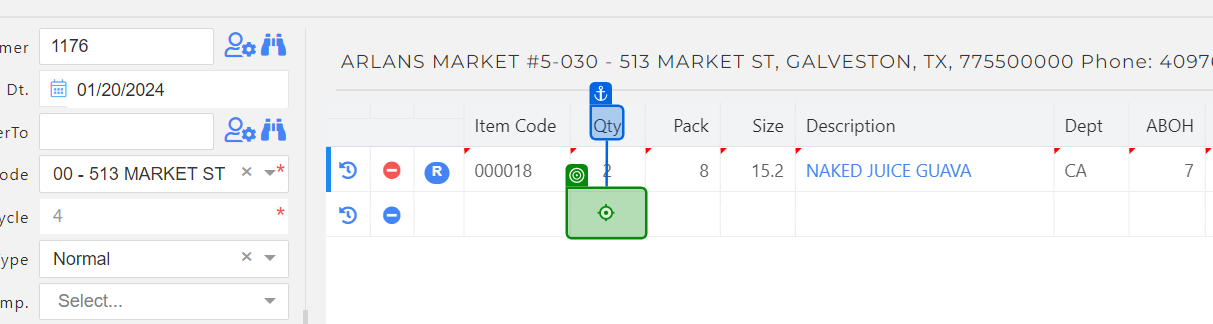 mer 1176
Dt. 01/20/2024
erTo
ode 00 - 513 MARKET ST × *
ycle 4 *
ype Normal ×
mp. Select...
ARLANS MARKET #5-030 - 513 MARKET ST, GALVESTON, TX, 775500000 Phone: 40976
Item Code Qty Pack Size Description Dept ABOH
R 000018 2 8 15.2 NAKED JUICE GUAVA CA 7